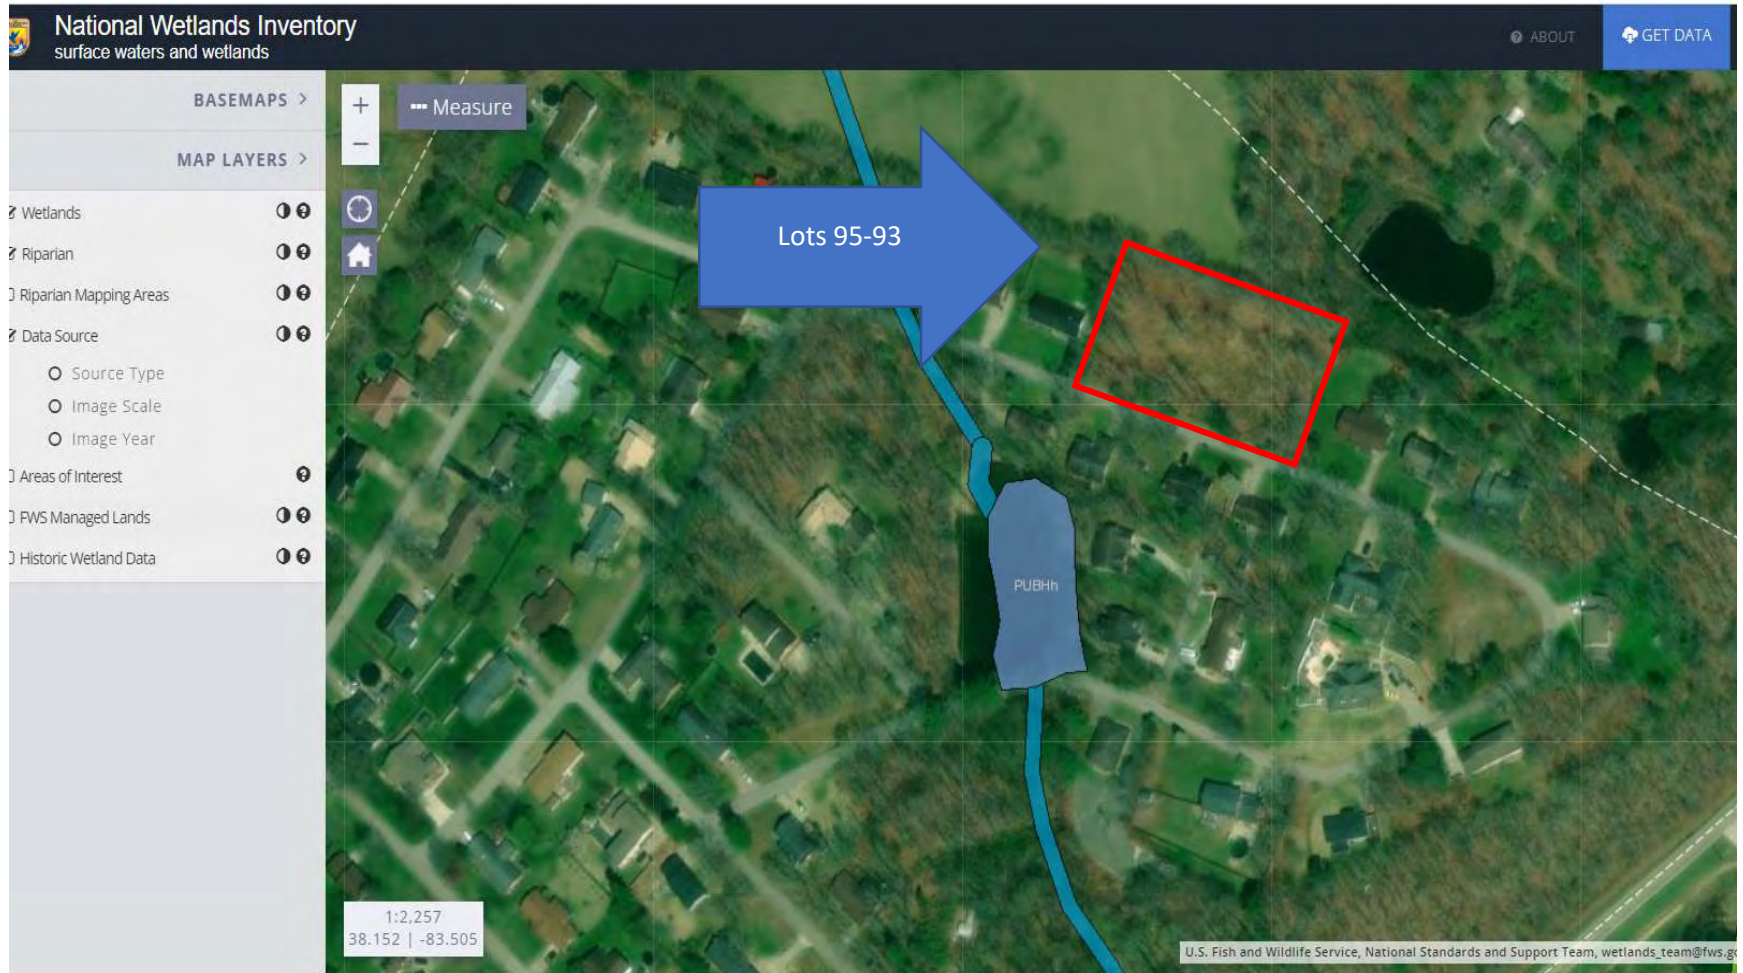 National Wetlands Inventory
surface waters and wetlands
ABOUT
GET DATA
BASEMAPS >
MAP LAYERS >
Wetlands
Riparian
Riparian Mapping Areas
Data Source
Source Type
Image Scale
Image Year
Areas of Interest
FWS Managed Lands
Historic Wetland Data
+
−
Measure
Lots 95-93
PUBHh
1:2,257
38.152 | -83.505
U.S. Fish and Wildlife Service, National Standards and Support Team, wetlands_team@fws.g